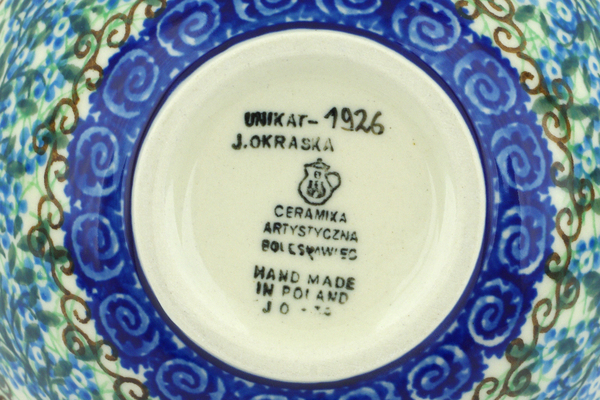 UNIKAT-1926
J.OKRASKA
CERAMIKA
ARTYSTYCZNA
BOLESŁAWIEC
HAND MADE
IN POLAND